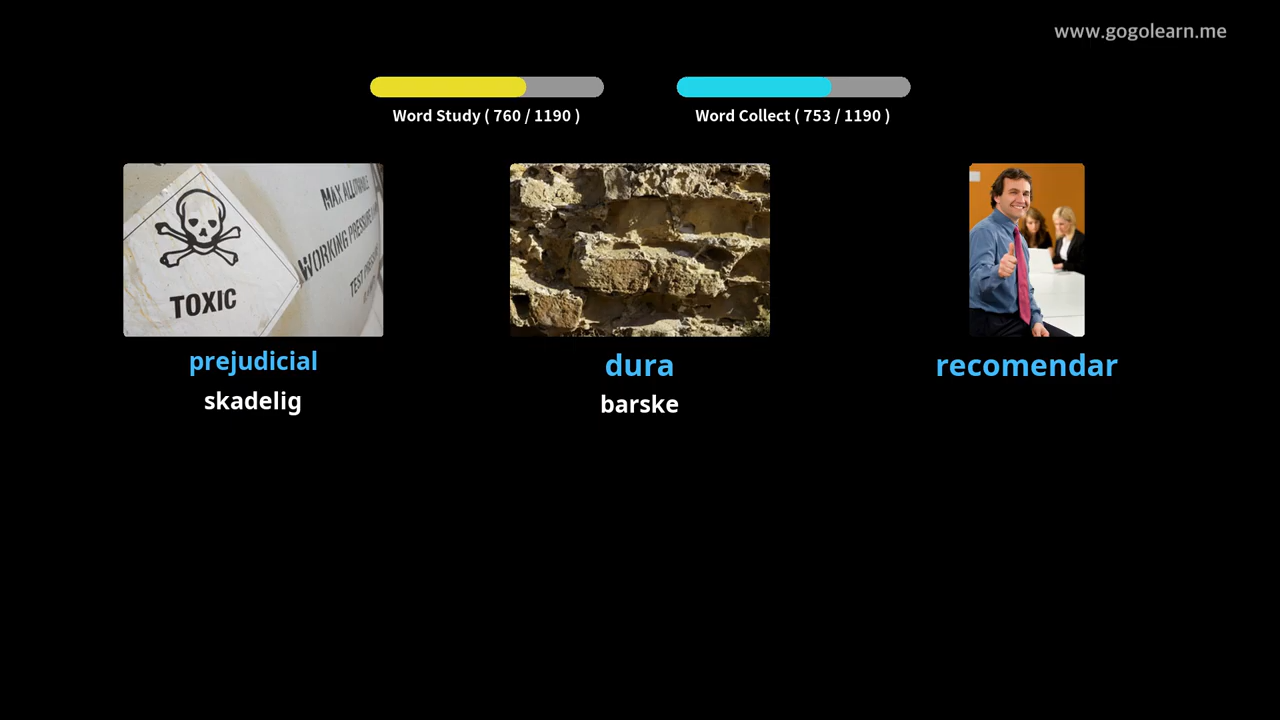 www.gogolearn.me
Word Study ( 760 / 1190 )
Word Collect ( 753 / 1190 )
TOXIC
MAX ALLOWABLE
WORKING PRESSURE
TEST
prejudicial
dura
recomendar
skadelig
barske